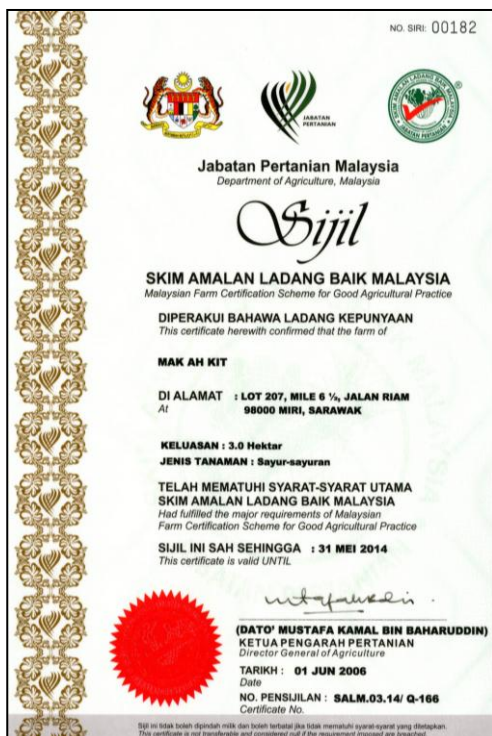 NO. SIRI: 00182
JABATAN
PERTANIAN
Jabatan Pertanian Malaysia
Department of Agriculture, Malaysia
Sijil
SKIM AMALAN LADANG BAIK MALAYSIA
Malaysian Farm Certification Scheme for Good Agricultural Practice
DIPERAKUI BAHAWA LADANG KEPUNYAAN
This certificate herewith confirmed that the farm of
MAK AH KIT
DI ALAMAT : LOT 207, MILE 6 ½, JALAN RIAM
At 98000 MIRI, SARAWAK
KELUASAN : 3.0 Hektar
JENIS TANAMAN : Sayur-sayuran
TELAH MEMATUHI SYARAT-SYARAT UTAMA
SKIM AMALAN LADANG BAIK MALAYSIA
Had fulfilled the major requirements of Malaysian
Farm Certification Scheme for Good Agricultural Practice
SIJIL INI SAH SEHINGGA : 31 MEI 2014
This certificate is valid UNTIL
(DATO' MUSTAFA KAMAL BIN BAHARUDDIN)
KETUA PENGARAH PERTANIAN
Director General of Agriculture
TARIKH : 01 JUN 2006
Date
NO. PENSIJILAN : SALM.03.14/ Q-166
Certificate No.
Sijil ini tidak boleh dipindah milik dan boleh terbatal jika tidak mematuhi syarat-syarat yang ditetapkan.
This certificate is not transferable and considered null if the requirement imposed are breached.